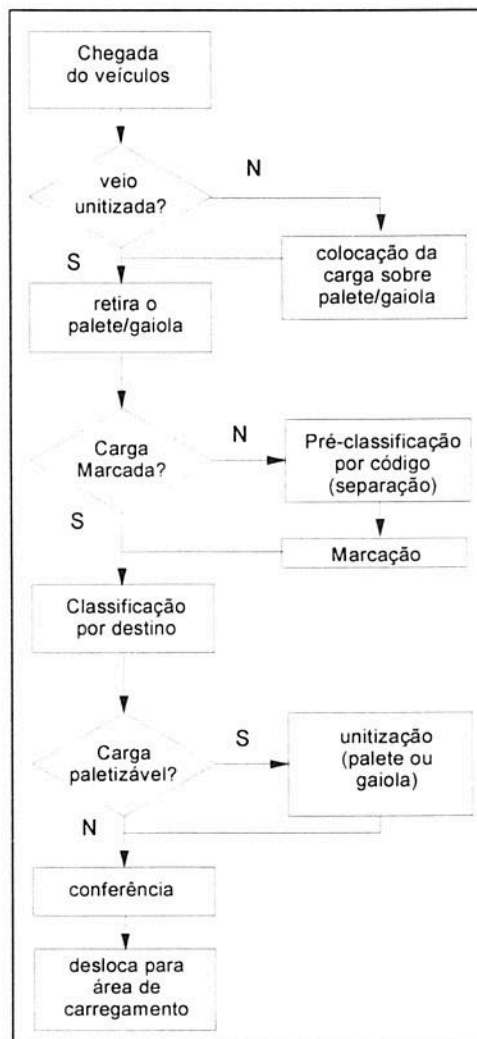 Chegada
do veículos
veio
unitizada?
N
S
colocação da
carga sobre
palete/gaiola
retira o
palete/gaiola
Carga
Marcada?
N
Pré-classificação
por código
(separação)
S
Marcação
Classificação
por destino
Carga
paletizável?
S
unitização
(palete ou
gaiola)
N
conferência
desloca para
área de
carregamento